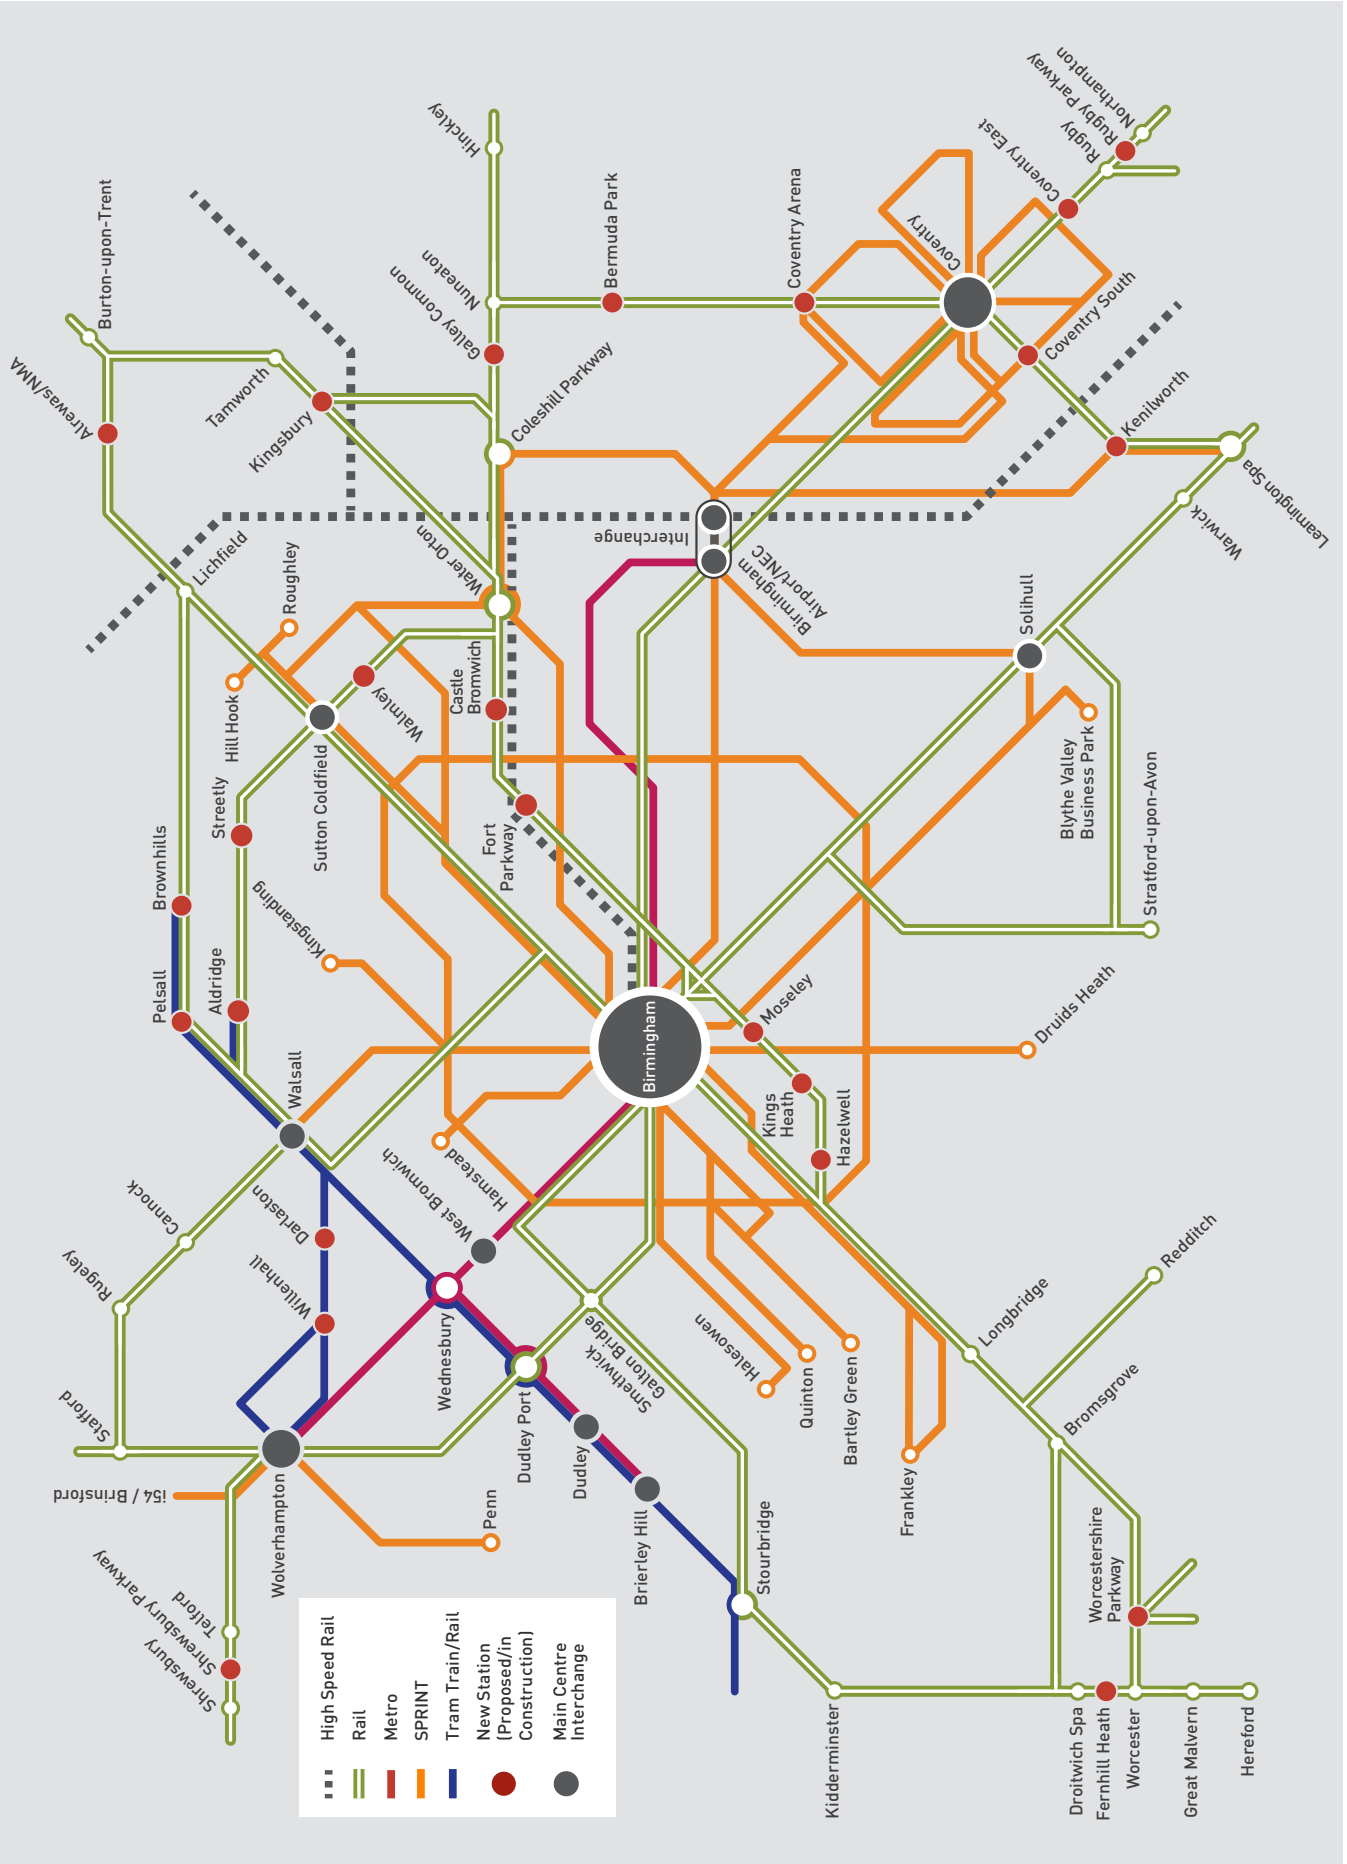 Northampton
Rugby Parkway
Rugby
Coventry East
Hinckley
Burton-upon-Trent
Bermuda Park
Coventry Arena
Coventry
Nuneaton
Galley Common
Coventry South
Alrewas/NMA
Tamworth
Kingsbury
Coleshill Parkway
Kenilworth
Leamington Spa
Warwick
Interchange
Birmingham
Airport/NEC
Water Orton
Lichfield
Roughley
Solihull
Castle
Bromwich
Walmley
Hill Hook
Sutton Coldfield
Streetly
Brownhills
Fort
Parkway
Blythe Valley
Business Park
Stratford-upon-Avon
Kingstanding
Pelsall
Aldridge
Walsall
Birmingham
Moseley
Druids Heath
Kings
Heath
Hazelwell
Hamstead
West Bromwich
Cannock
Darlaston
Rugeley
Willenhall
Redditch
Longbridge
Wednesbury
Smethwick
Galton Bridge
Halesowen
Quinton
Bartley Green
Stafford
Dudley Port
Dudley
Bromsgrove
i54 / Brinsford
Wolverhampton
Penn
Brierley Hill
Frankley
Stourbridge
Worcestershire
Parkway
Telford
Shrewsbury Parkway
Shrewsbury
Kidderminster
Droitwich Spa
Fernhill Heath
Worcester
Great Malvern
Hereford
High Speed Rail
Rail
Metro
SPRINT
Tram Train/Rail
New Station
(Proposed/in
Construction)
Main Centre
Interchange